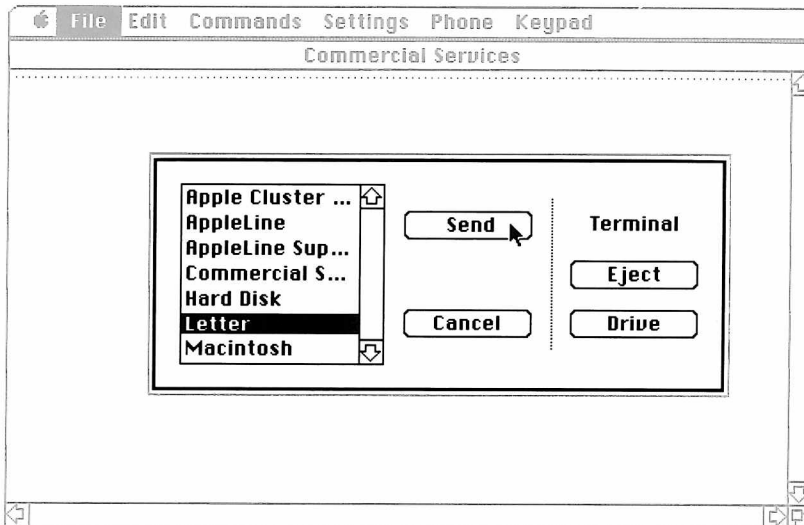 File Edit Commands Settings Phone Keypad
Commercial Services
Apple Cluster ...
AppleLine
AppleLine Sup...
Commercial S...
Hard Disk
Letter
Macintosh
Send
Cancel
Terminal
Eject
Drive